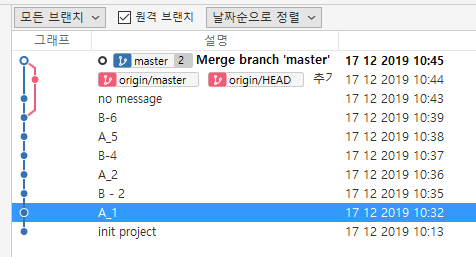 모든 브랜치 원격 브랜치 날짜순으로 정렬
그래프 설명
master 2 Merge branch 'master' 17 12 2019 10:45
origin/master origin/HEAD 추가 17 12 2019 10:44
no message 17 12 2019 10:43
B-6 17 12 2019 10:39
A_5 17 12 2019 10:38
B-4 17 12 2019 10:37
A_2 17 12 2019 10:36
B - 2 17 12 2019 10:35
A_1 17 12 2019 10:32
init project 17 12 2019 10:13